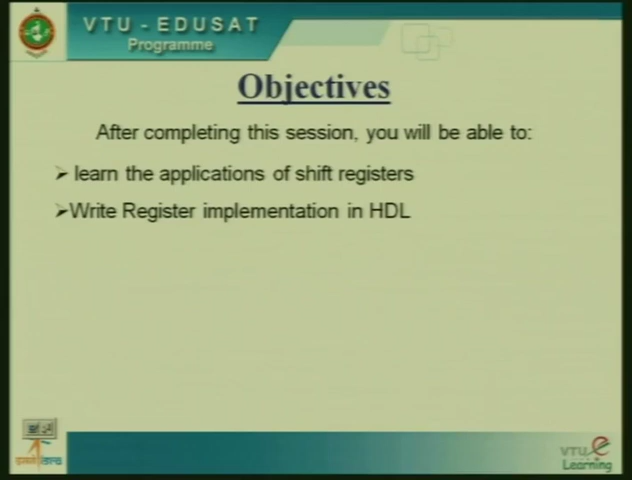 VTU - EDUSAT
Programme
Objectives
After completing this session, you will be able to:
➢ learn the applications of shift registers
➢Write Register implementation in HDL
VTU e
Learning